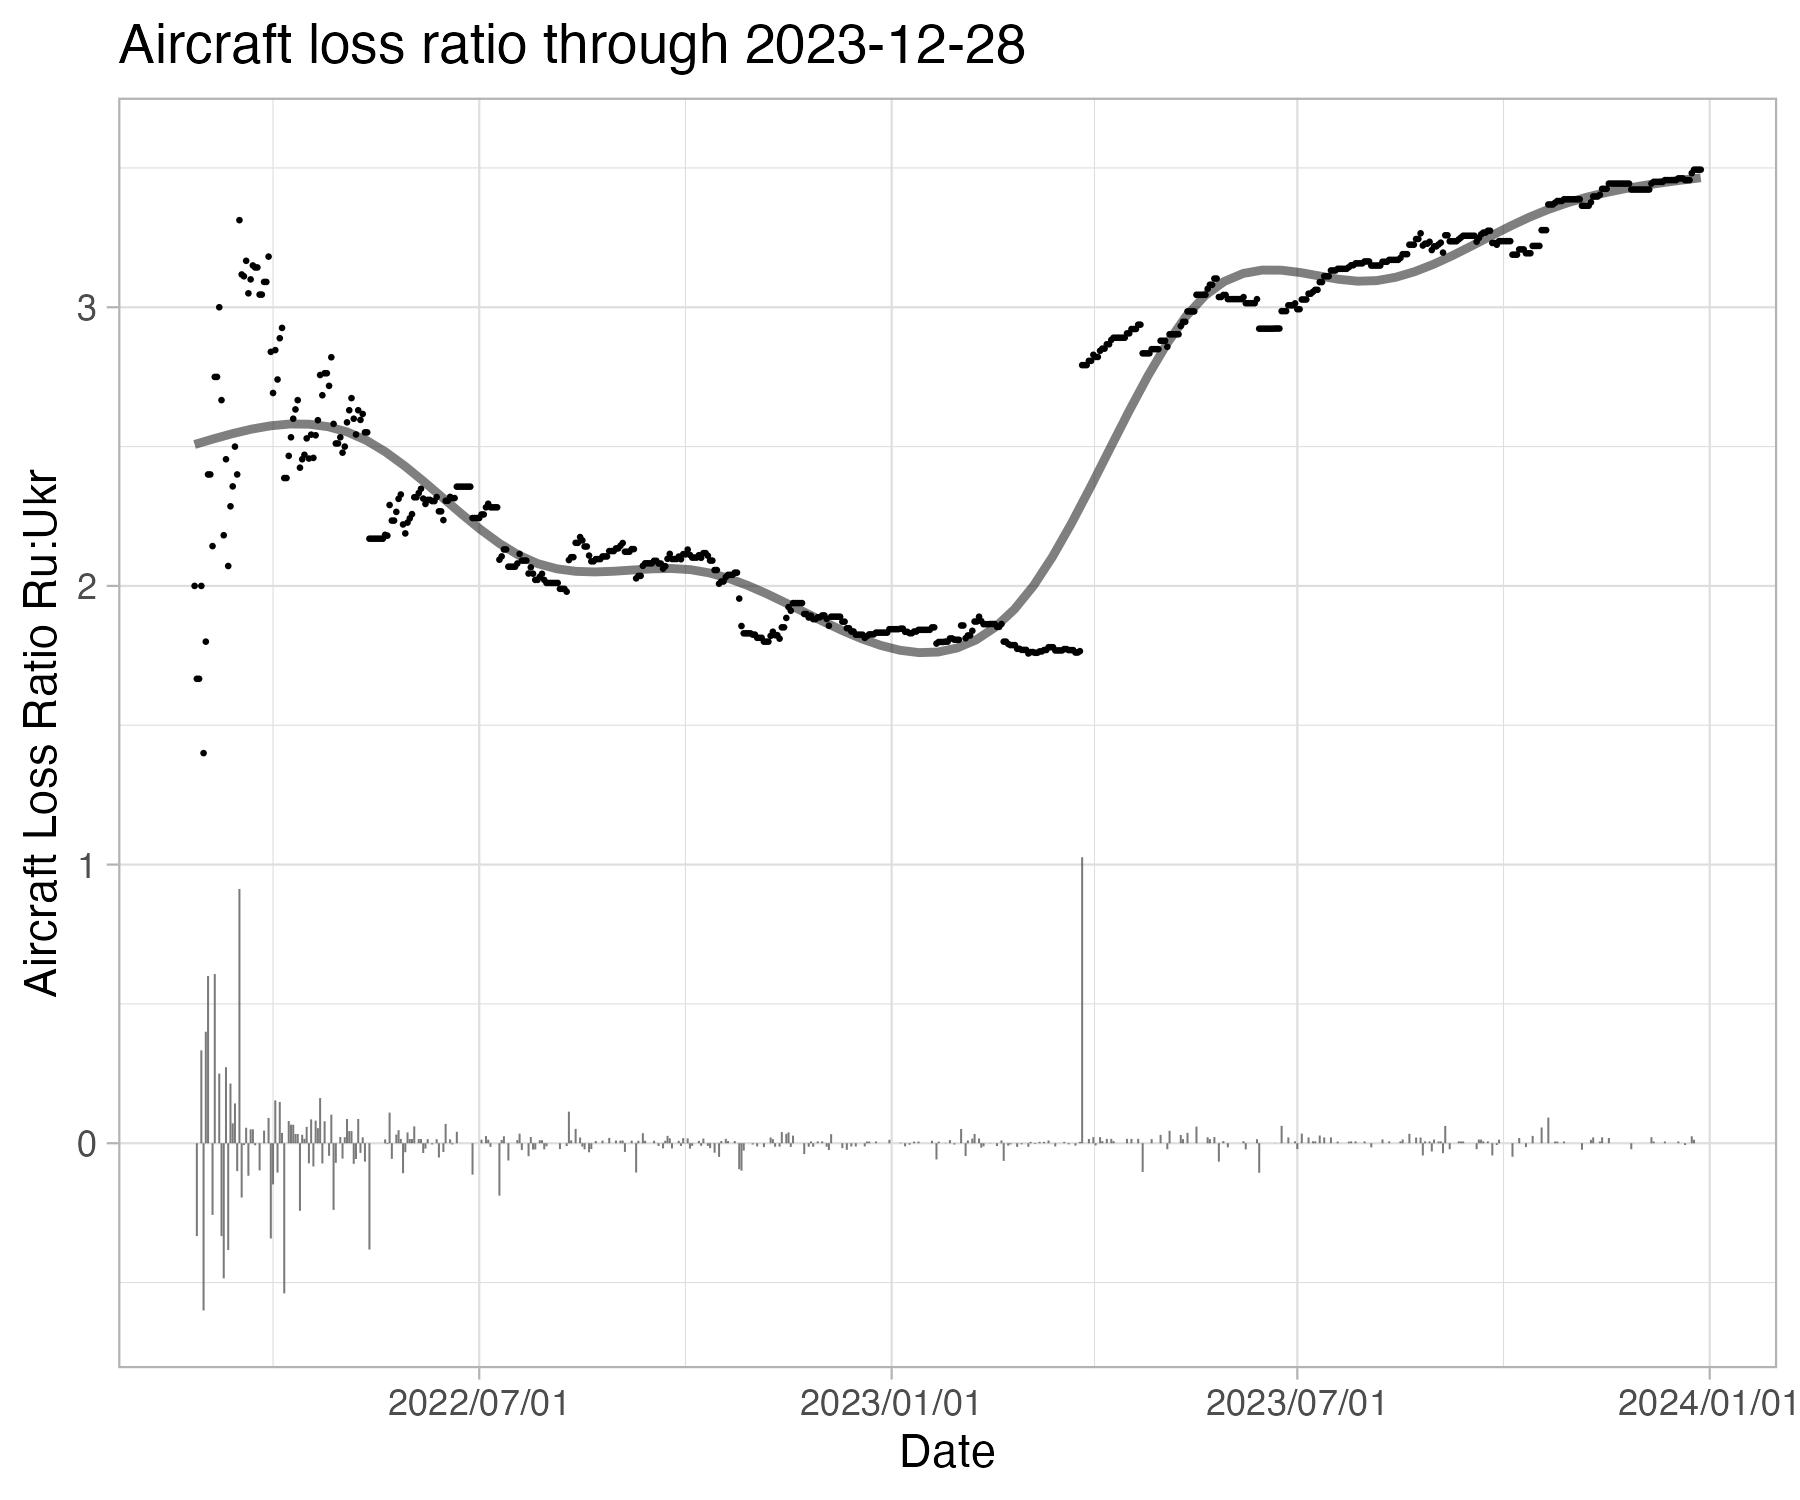 Aircraft loss ratio through 2023-12-28
Aircraft Loss Ratio Ru:Ukr
3
2
1
0
2022/07/01
2023/01/01
2023/07/01
2024/01/01
Date